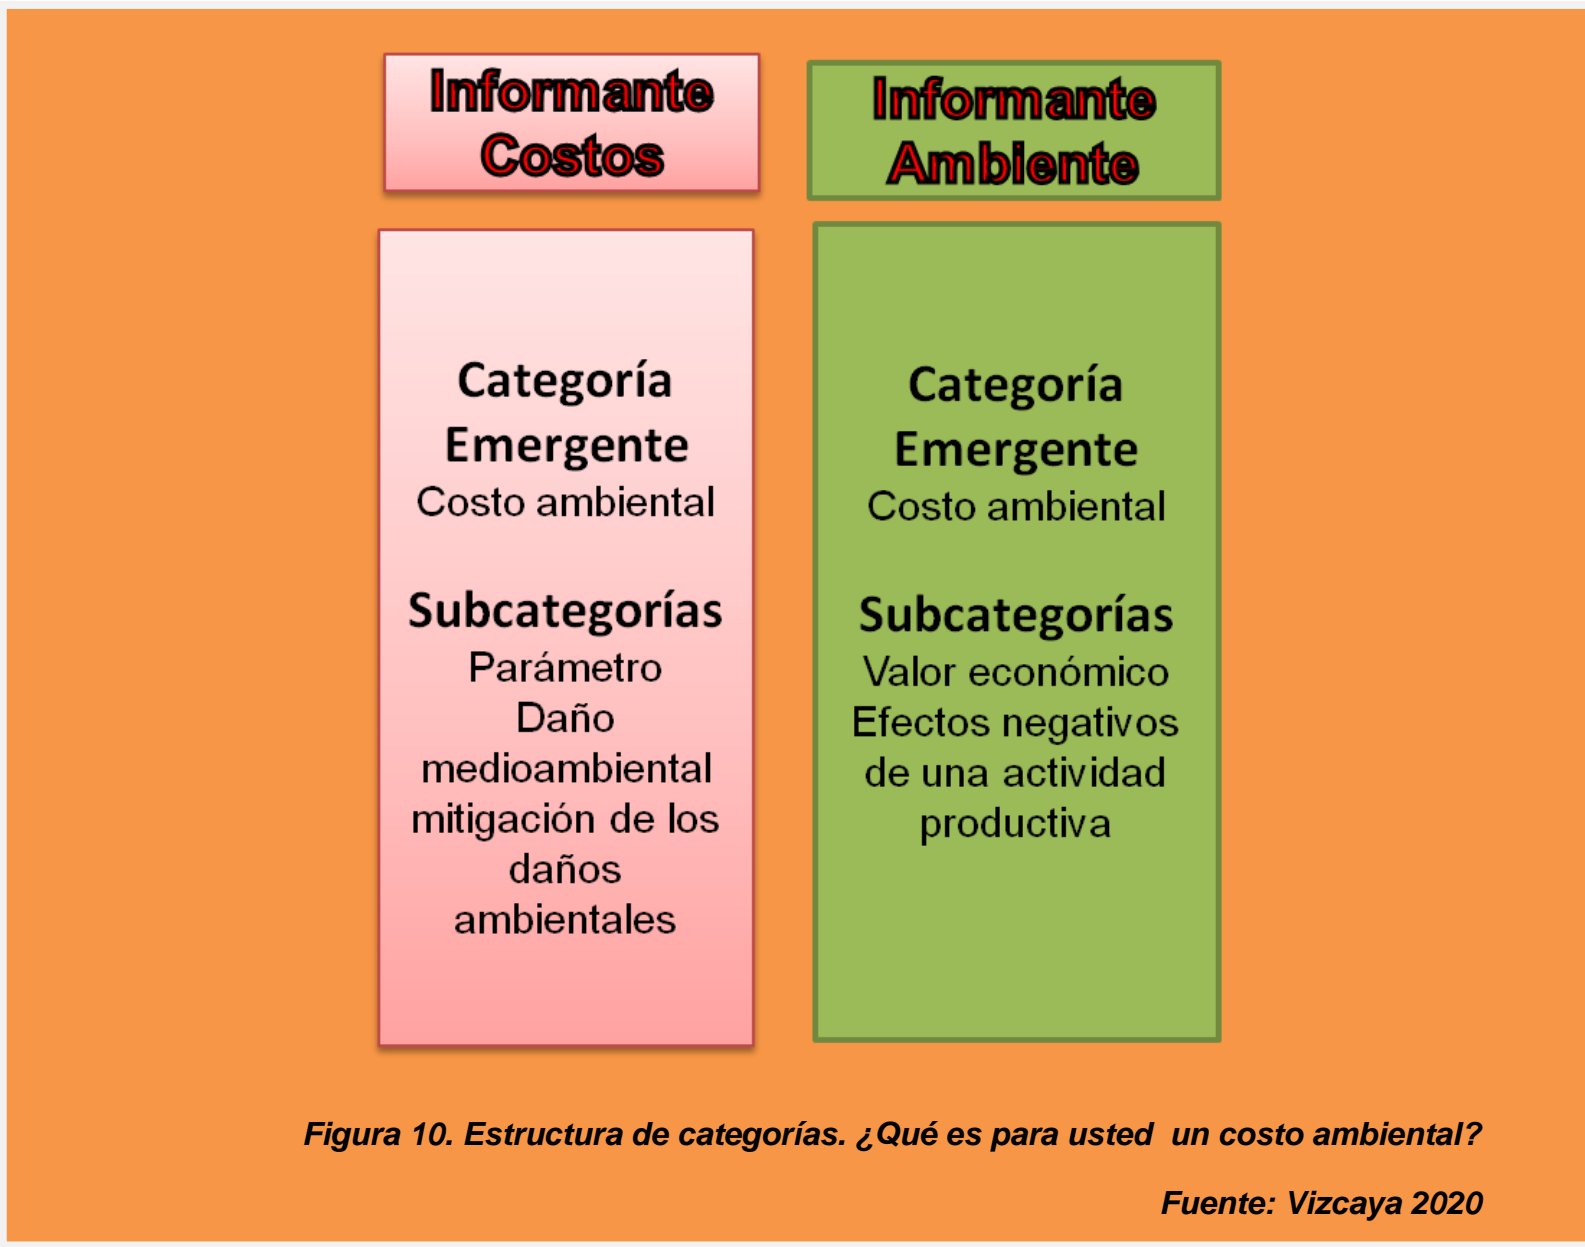 Informante
Costos
Informante
Ambiente
Categoría
Emergente
Costo ambiental
Subcategorías
Parámetro
Daño
medioambiental
mitigación de los
daños
ambientales
Categoría
Emergente
Costo ambiental
Subcategorías
Valor económico
Efectos negativos
de una actividad
productiva
Figura 10. Estructura de categorías. ¿Qué es para usted  un costo ambiental?
Fuente: Vizcaya 2020